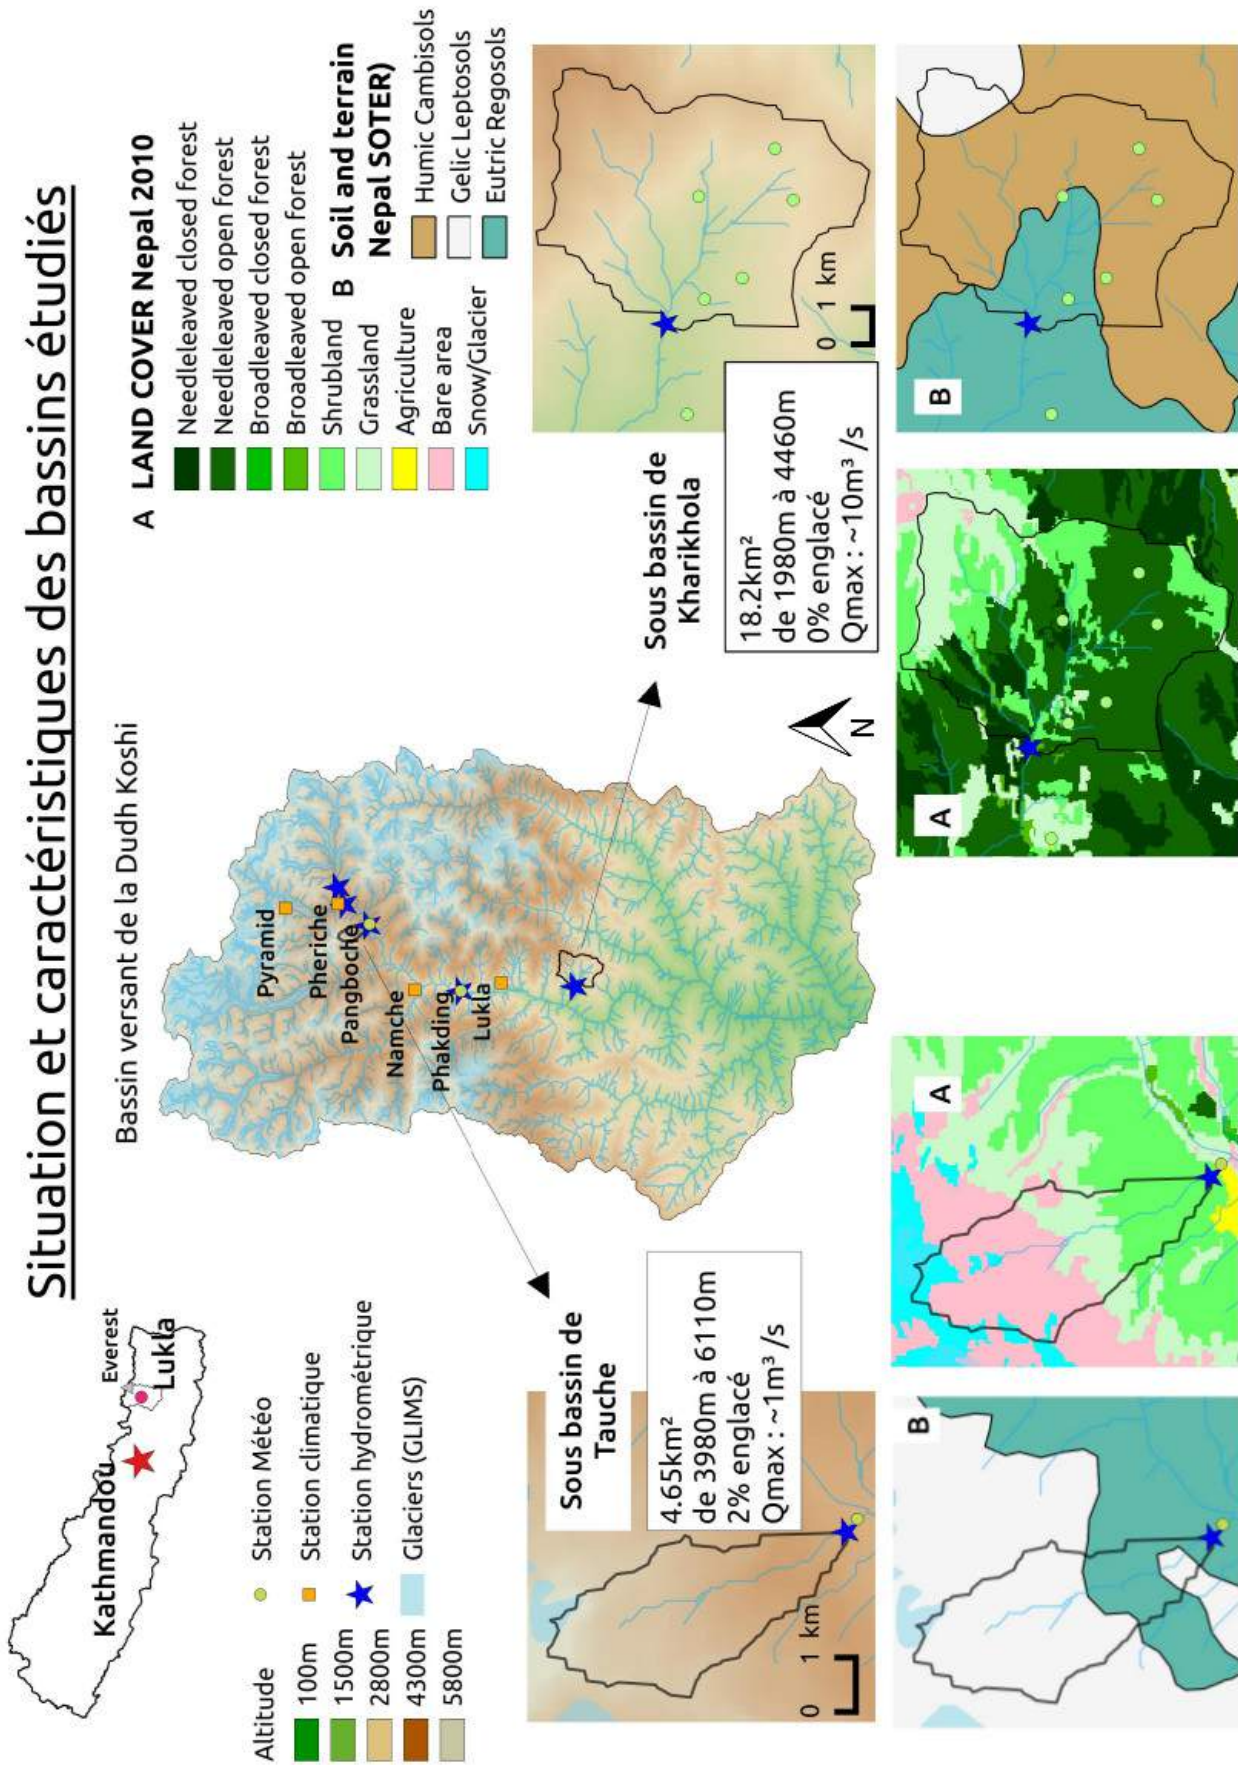 Situation et caractéristiques des bassins étudiés
Everest
Kathmandou
Lukla
Bassin versant de la Dudh Koshi
Altitude
100m
1500m
2800m
4300m
5800m
Station Météo
Station climatique
Station hydrométrique
Glaciers (GLIMS)
Pyramid
Pheriche
Pangboche
Namche
Phakding
Lukla
N
A LAND COVER Nepal 2010
Needleleaved closed forest
Needleleaved open forest
Broadleaved closed forest
Broadleaved open forest
Shrubland
Grassland
Agriculture
Bare area
Snow/Glacier
B Soil and terrain
Nepal SOTER)
Humic Cambisols
Gelic Leptosols
Eutric Regosols
Sous bassin de
Tauche
4.65km²
de 3980m à 6110m
2% englacé
Qmax : ~1m³ /s
0 1 km
Sous bassin de
Kharikhola
18.2km²
de 1980m à 4460m
0% englacé
Qmax : ~10m³ /s
0 1 km
B
A
A
B